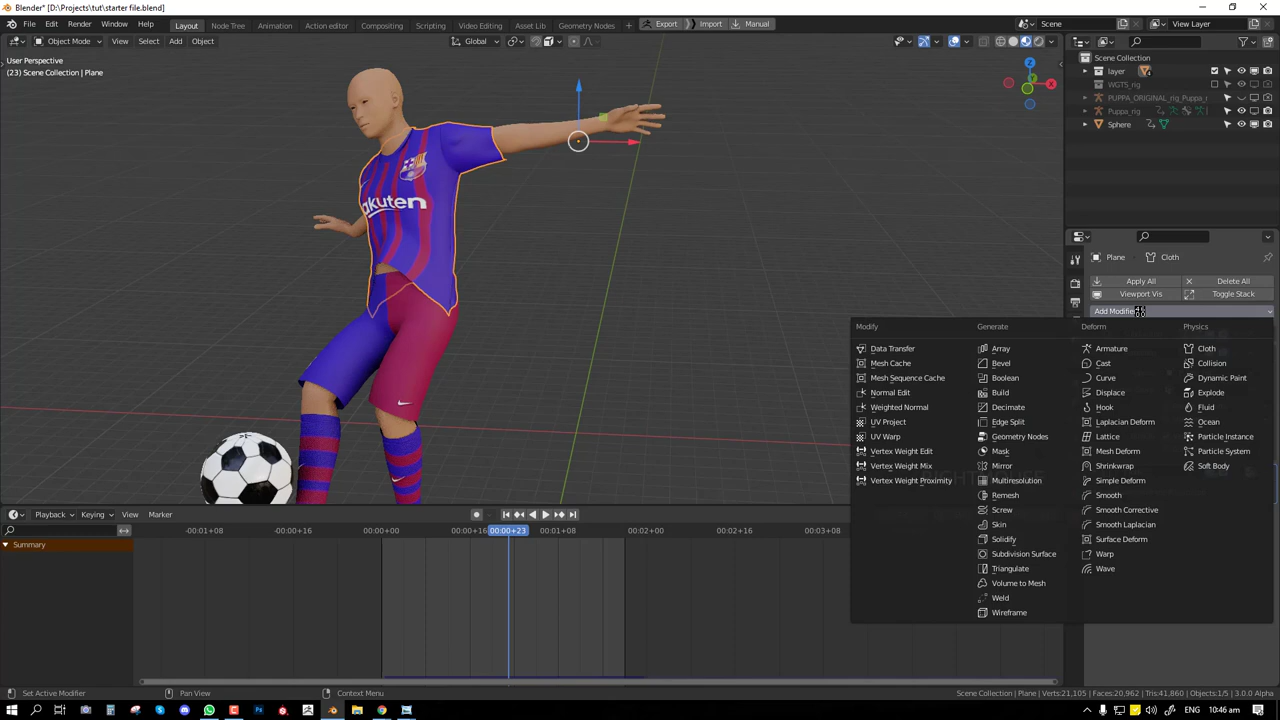 Blender* [D:\Projects\tut\starter file.blend]
File Edit Render Window Help Layout Node Tree Animation Action editor Compositing Scripting Video Editing Asset Lib Geometry Nodes + Export Import Manual Scene View Layer
Object Mode View Select Add Object Global
User Perspective
(23) Scene Collection | Plane
Scene Collection
layer 4
WGTS_rig
PUPPA_ORIGINAL_rig_Puppa_r
Puppa_rig
Sphere
akuten
Plane Cloth
Apply All Delete All
Viewport Vis Toggle Stack
Add Modifier
Modify
Data Transfer
Mesh Cache
Mesh Sequence Cache
Normal Edit
Weighted Normal
UV Project
UV Warp
Vertex Weight Edit
Vertex Weight Mix
Vertex Weight Proximity
Generate
Array
Bevel
Boolean
Build
Decimate
Edge Split
Geometry Nodes
Mask
Mirror
Multiresolution
Remesh
Screw
Skin
Solidify
Subdivision Surface
Triangulate
Volume to Mesh
Weld
Wireframe
Deform
Armature
Cast
Curve
Displace
Hook
Laplacian Deform
Lattice
Mesh Deform
Shrinkwrap
Simple Deform
Smooth
Smooth Corrective
Smooth Laplacian
Surface Deform
Warp
Wave
Physics
Cloth
Collision
Dynamic Paint
Explode
Fluid
Ocean
Particle Instance
Particle System
Soft Body
Playback Keying View Marker
-00:01+08 -00:00+16 00:00+00 00:00+16 00:00+23 00:01+08 00:02+00 00:02+16 00:03+08
Summary
Set Active Modifier Pan View Context Menu Scene Collection | Plane | Verts:21,105 | Faces:20,962 | Tris:41,860 | Objects:1/5 | 3.0.0 Alpha
ENG 10:46 am